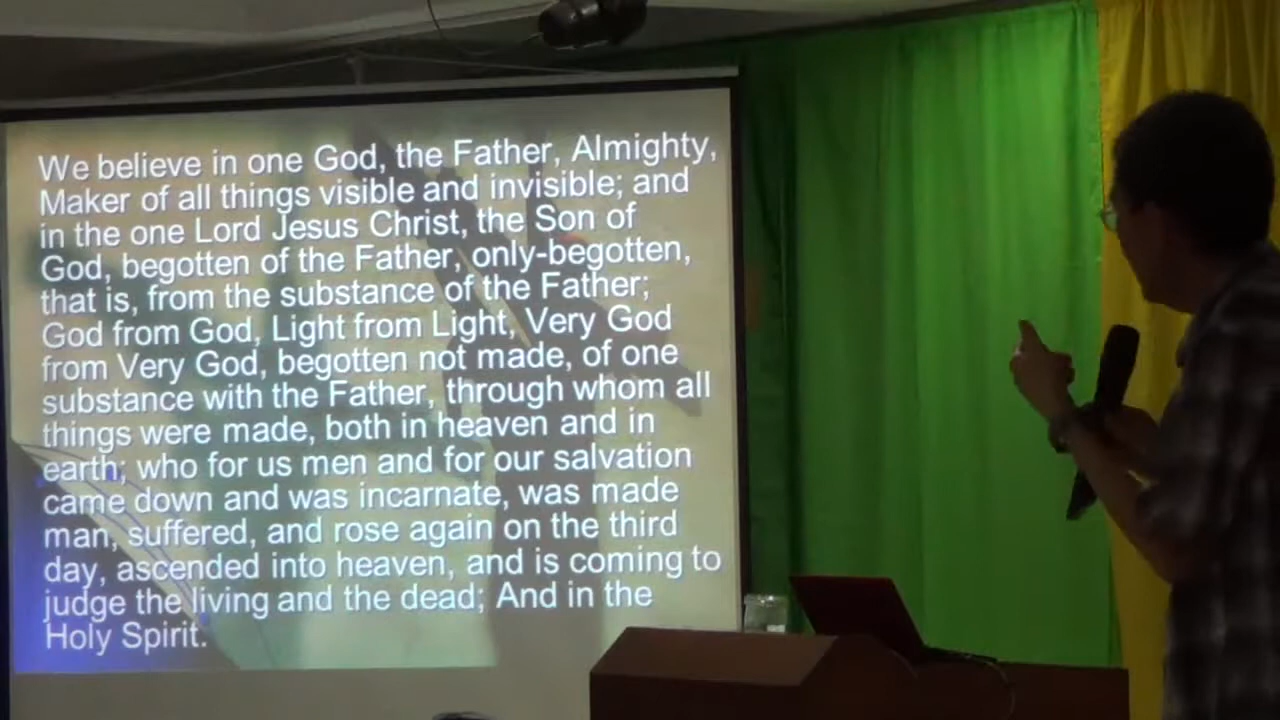 We believe in one God, the Father, Almighty,
Maker of all things visible and invisible; and
in the one Lord Jesus Christ, the Son of
God, begotten of the Father, only-begotten,
that is, from the substance of the Father;
God from God, Light from Light, Very God
from Very God, begotten not made, of one
substance with the Father, through whom all
things were made, both in heaven and in
earth; who for us men and for our salvation
came down and was incarnate, was made
man, suffered, and rose again on the third
day, ascended into heaven, and is coming to
judge the living and the dead; And in the
Holy Spirit.